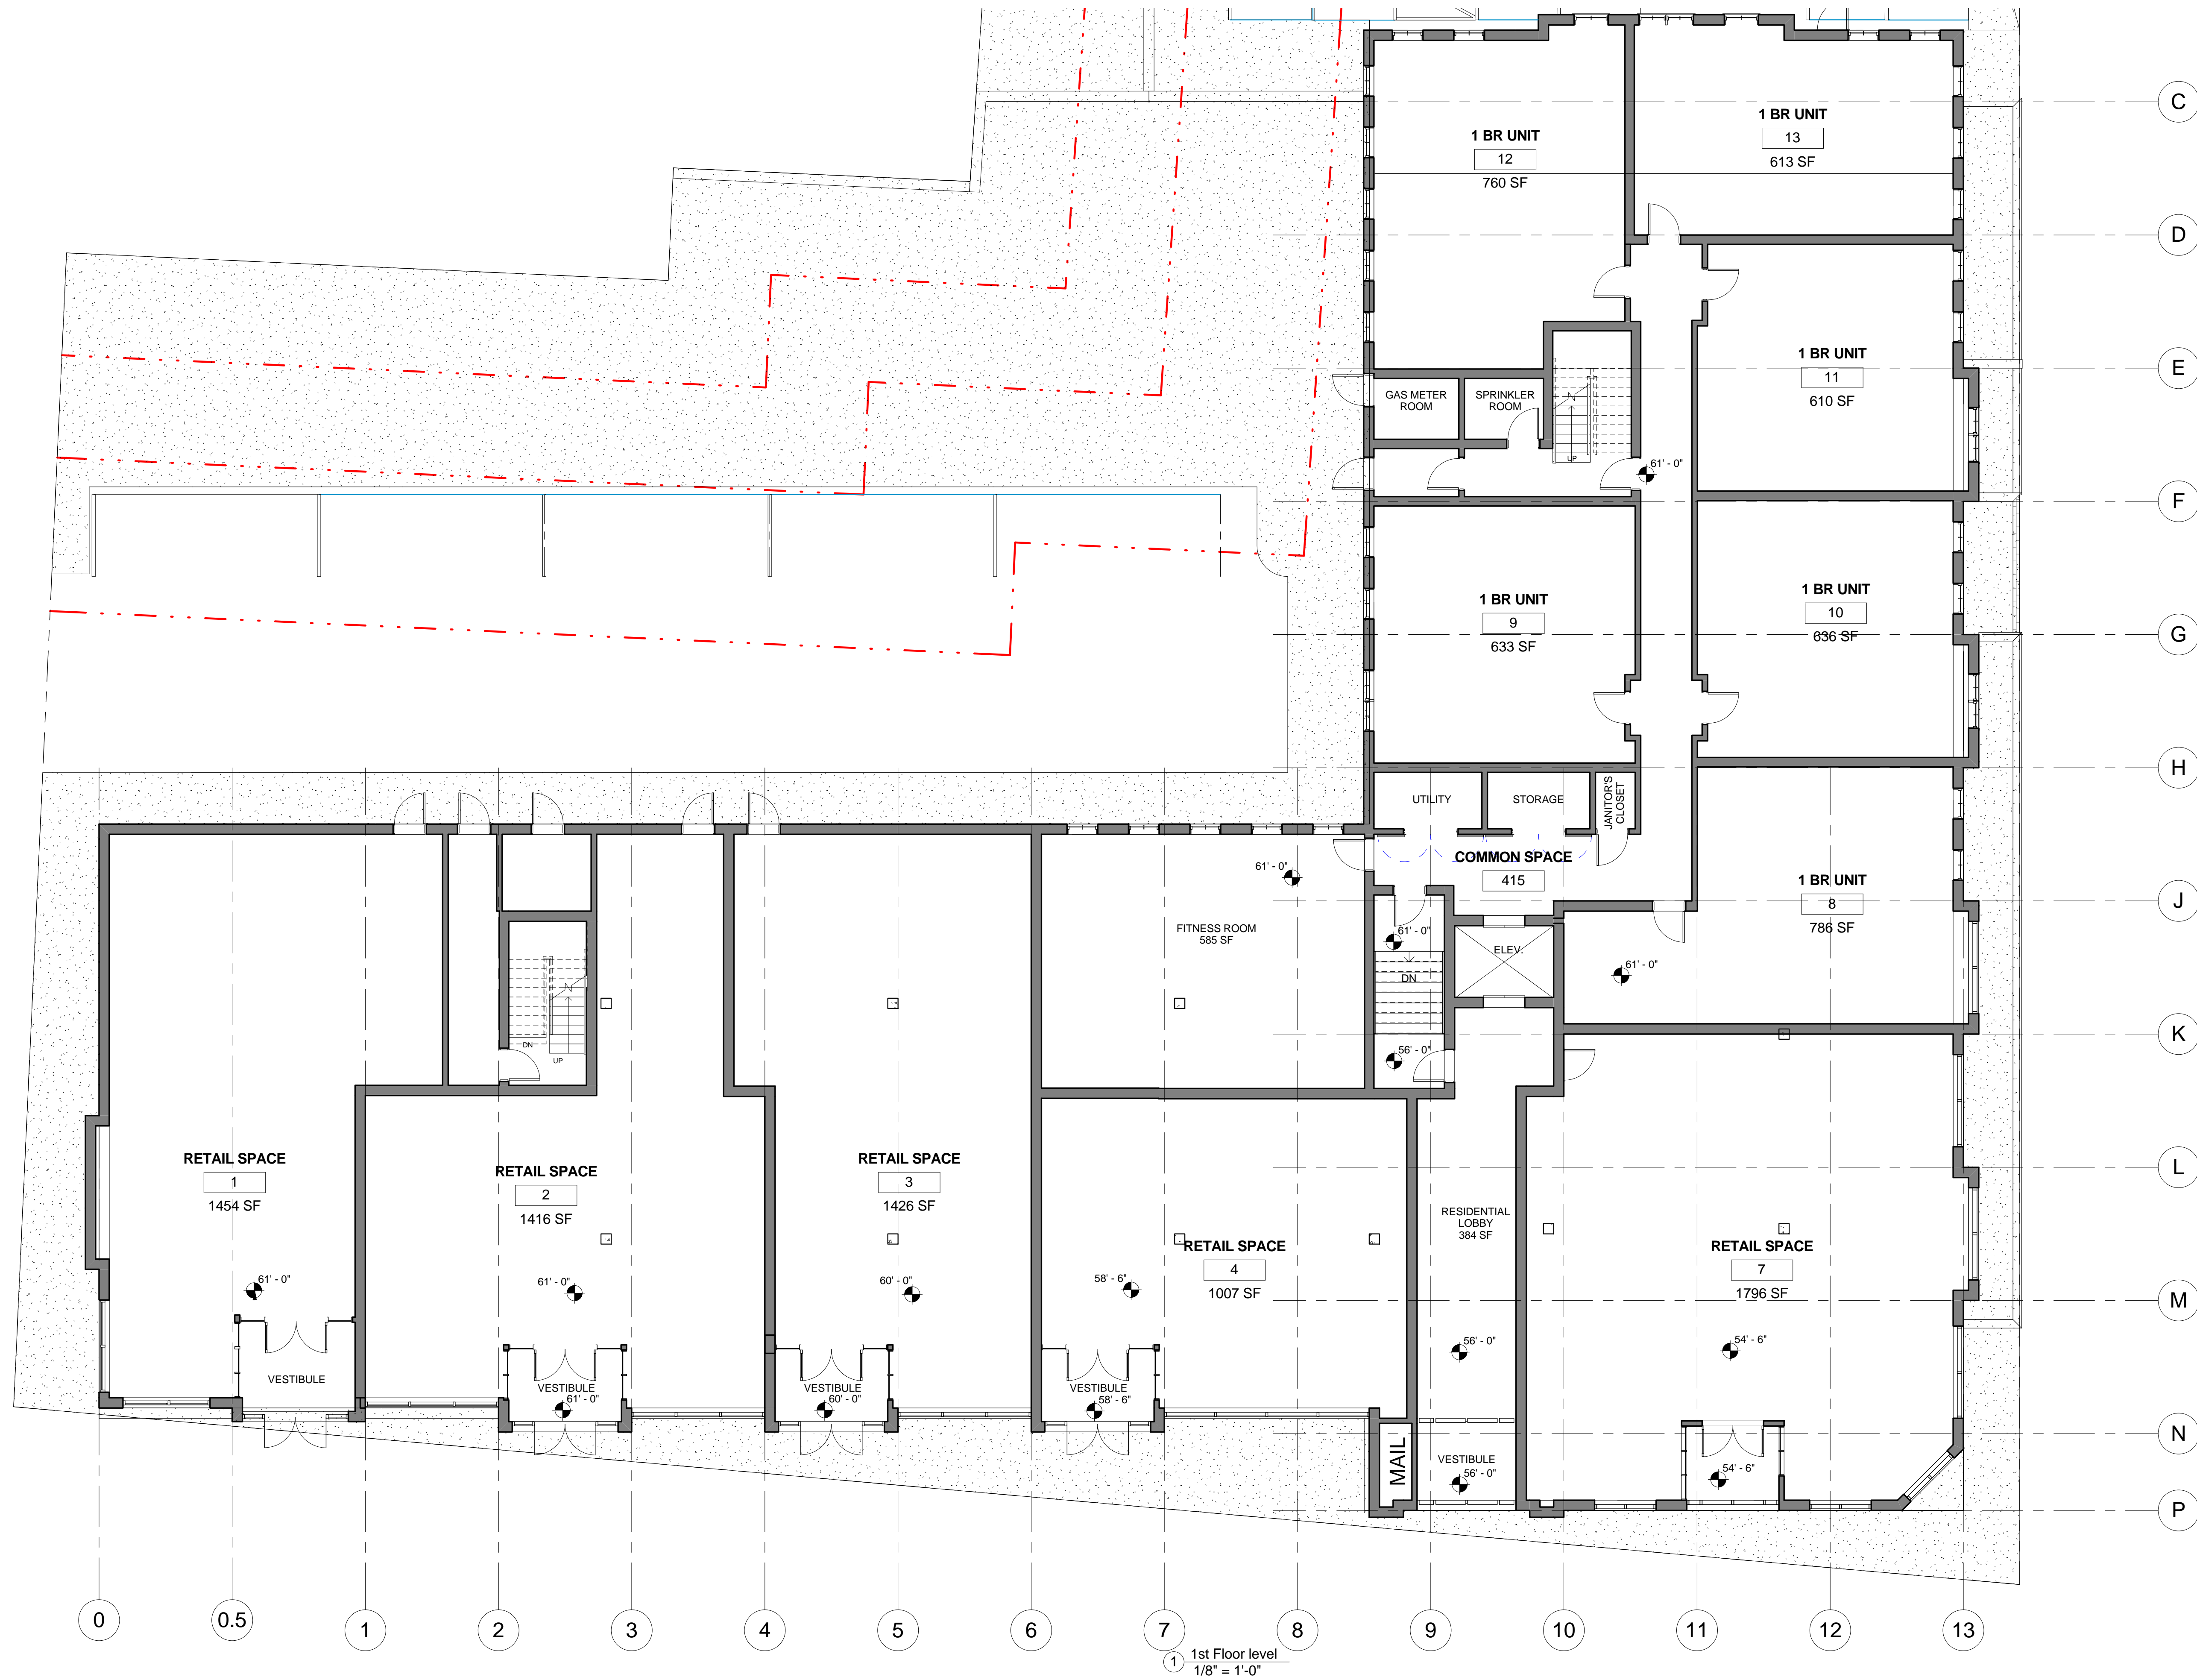 C
1 BR UNIT
12
760 SF
1 BR UNIT
13
613 SF
D
1 BR UNIT
11
610 SF
E
GAS METER
ROOM
SPRINKLER
ROOM
UP
61' - 0"
F
1 BR UNIT
9
633 SF
1 BR UNIT
10
636 SF
G
H
UTILITY
STORAGE
JANITOR'S
CLOSET
COMMON SPACE
415
61' - 0"
1 BR UNIT
8
786 SF
J
FITNESS ROOM
585 SF
61' - 0"
DN
ELEV.
61' - 0"
K
DN
UP
56' - 0"
RETAIL SPACE
1
1454 SF
RETAIL SPACE
2
1416 SF
RETAIL SPACE
3
1426 SF
L
RESIDENTIAL
LOBBY
384 SF
RETAIL SPACE
4
1007 SF
RETAIL SPACE
7
1796 SF
61' - 0"
61' - 0"
60' - 0"
58' - 6"
M
56' - 0"
54' - 6"
VESTIBULE
VESTIBULE
61' - 0"
VESTIBULE
60' - 0"
VESTIBULE
58' - 6"
N
MAIL
VESTIBULE
56' - 0"
54' - 6"
P
0
0.5
1
2
3
4
5
6
7
8
9
10
11
12
13
1
1st Floor level
1/8" = 1'-0"